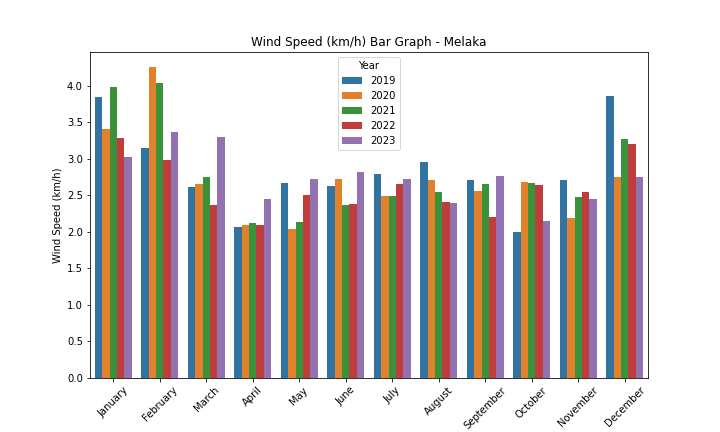 Wind Speed (km/h) Bar Graph - Melaka
Year
2019
2020
2021
2022
2023
Wind Speed (km/h)
4.0
3.5
3.0
2.5
2.0
1.5
1.0
0.5
0.0
January
February
March
April
May
June
July
August
September
October
November
December